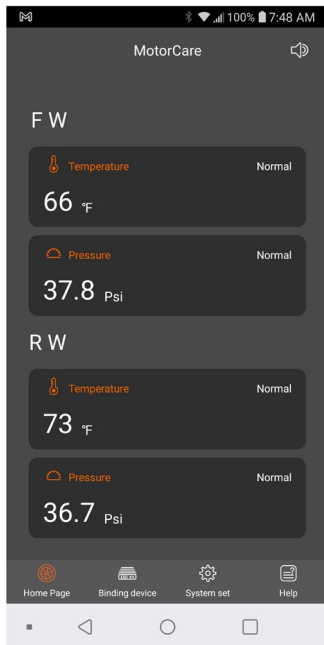 100% 7:48 AM
MotorCare
F W
Temperature Normal
66 °F
Pressure Normal
37.8 Psi
R W
Temperature Normal
73 °F
Pressure Normal
36.7 Psi
Home Page Binding device System set Help